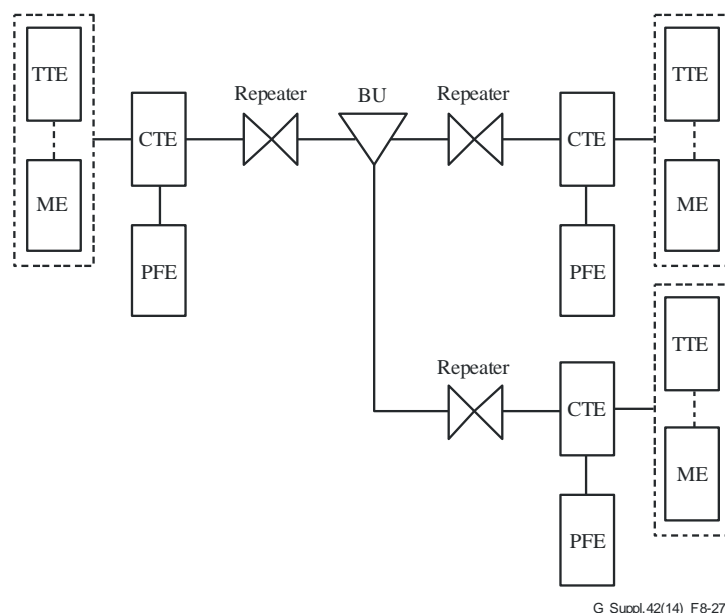 TTE
TTE
Repeater
BU
Repeater
CTE
CTE
ME
ME
PFE
PFE
TTE
Repeater
CTE
ME
PFE
G Suppl.42(14)_F8-27